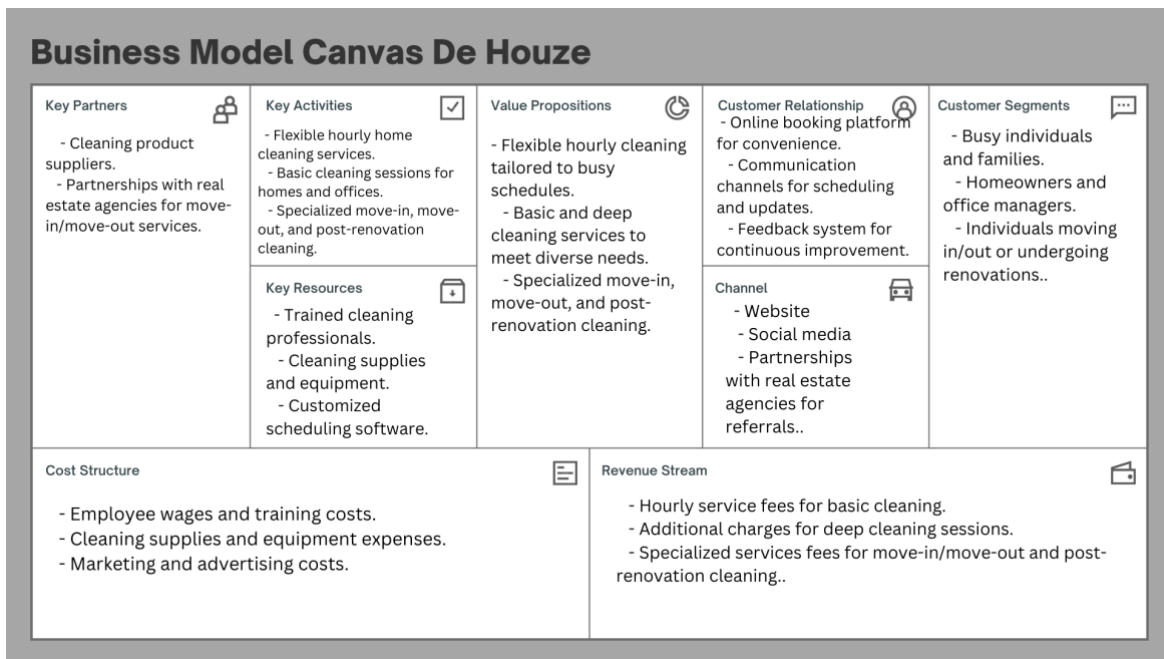 Business Model Canvas De Houze
Key Partners
- Cleaning product
suppliers.
- Partnerships with real
estate agencies for move-
in/move-out services.
Key Activities
- Flexible hourly home
cleaning services.
- Basic cleaning sessions for
homes and offices.
- Specialized move-in, move-
out, and post-renovation
cleaning.
Key Resources
- Trained cleaning
professionals.
- Cleaning supplies
and equipment.
- Customized
scheduling software.
Value Propositions
- Flexible hourly cleaning
tailored to busy
schedules.
- Basic and deep
cleaning services to
meet diverse needs.
- Specialized move-in,
move-out, and post-
renovation cleaning.
Customer Relationship
- Online booking platform
for convenience.
- Communication
channels for scheduling
and updates.
- Feedback system for
continuous improvement.
Channel
- Website
- Social media
- Partnerships
with real estate
agencies for
referrals..
Customer Segments
- Busy individuals
and families.
- Homeowners and
office managers.
- Individuals moving
in/out or undergoing
renovations..
Cost Structure
- Employee wages and training costs.
- Cleaning supplies and equipment expenses.
- Marketing and advertising costs.
Revenue Stream
- Hourly service fees for basic cleaning.
- Additional charges for deep cleaning sessions.
- Specialized services fees for move-in/move-out and post-
renovation cleaning..